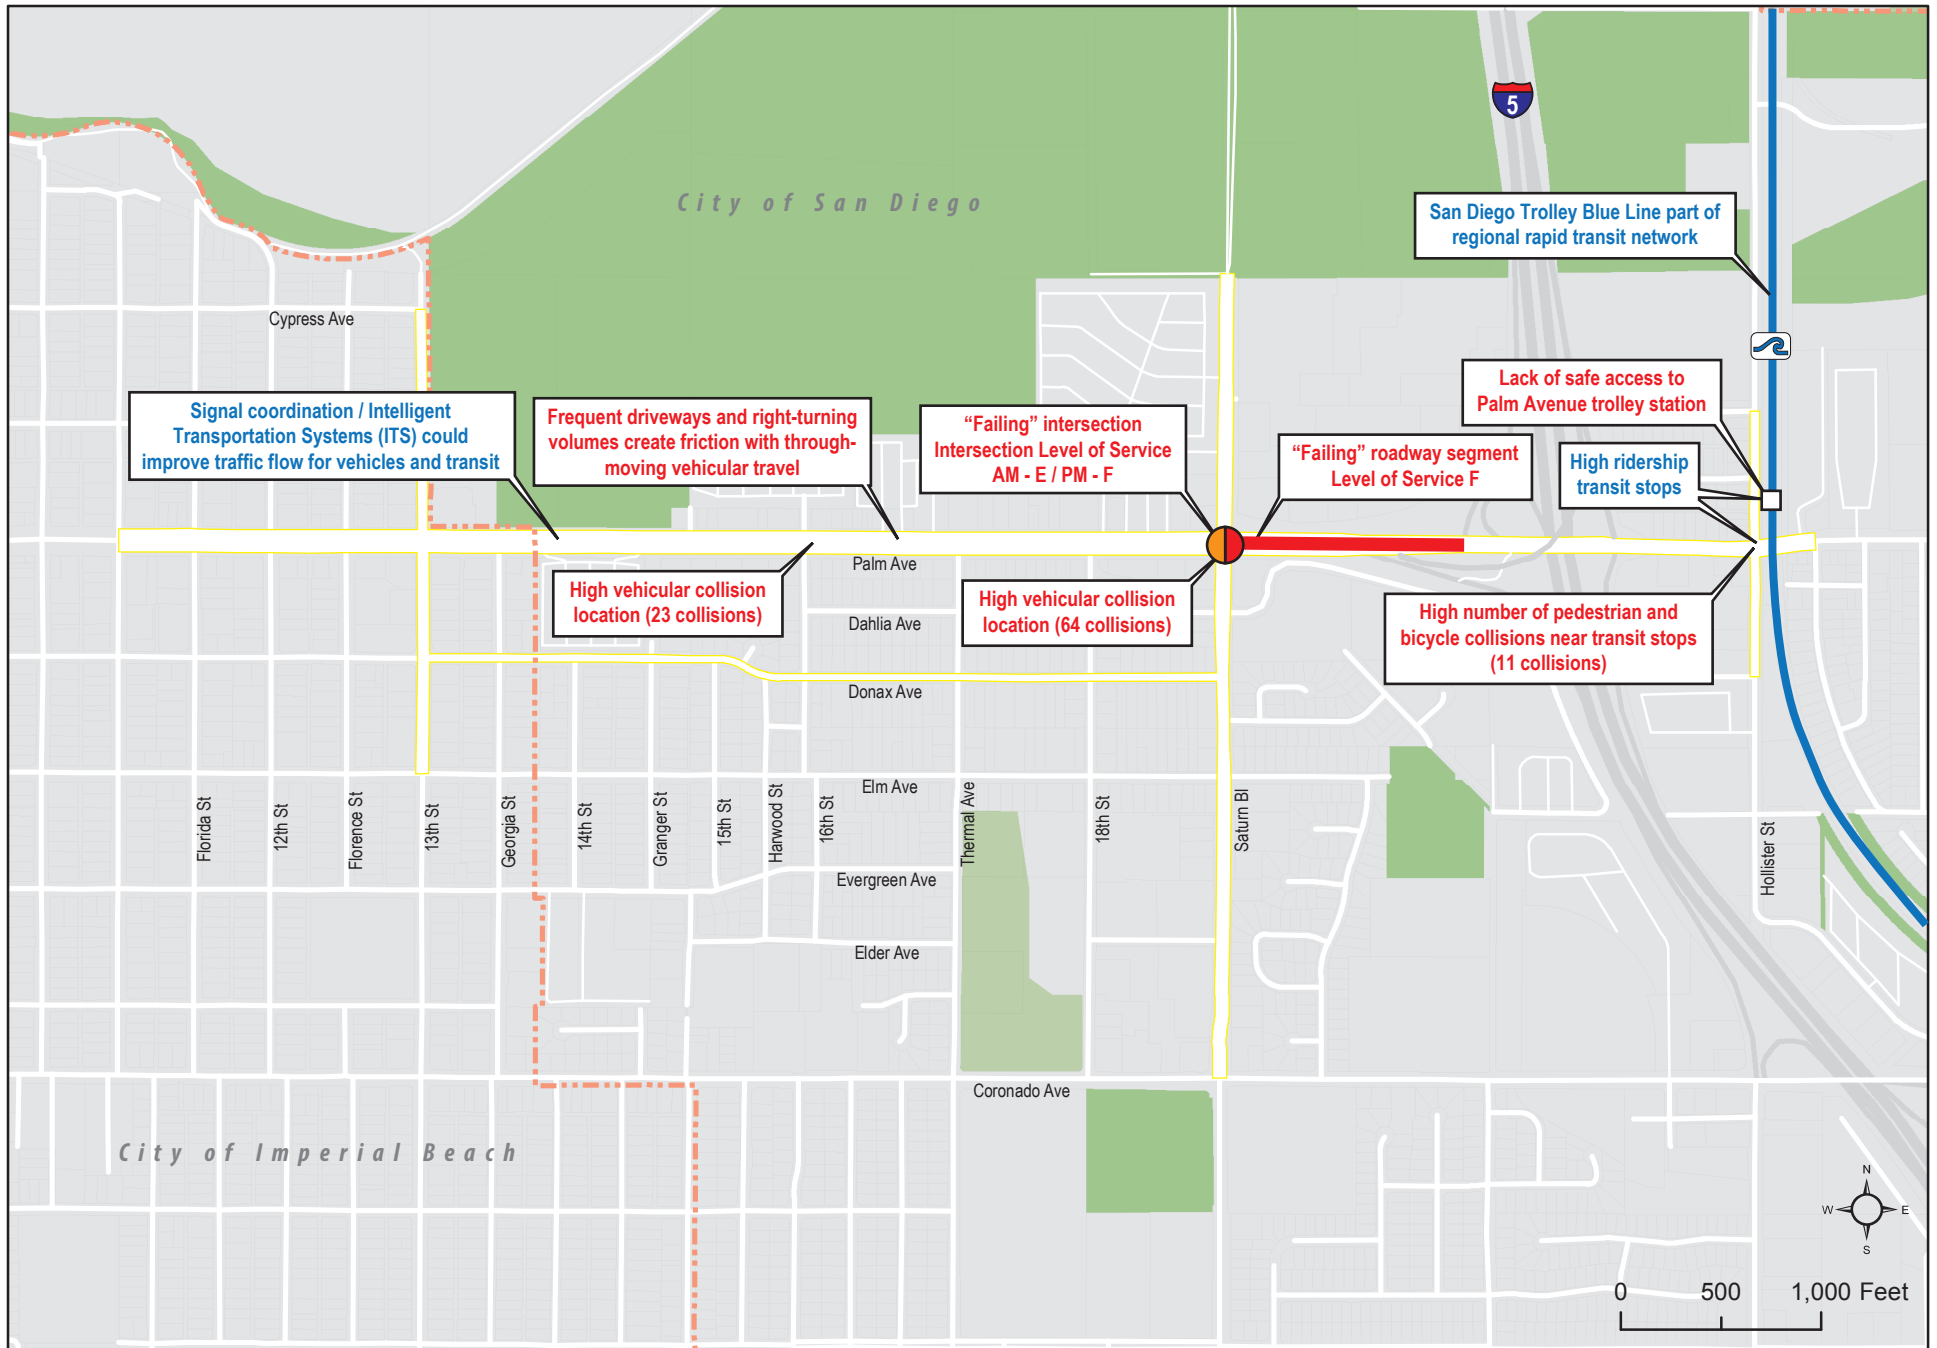 5
City of San Diego
San Diego Trolley Blue Line part of
regional rapid transit network
Cypress Ave
Signal coordination / Intelligent
Transportation Systems (ITS) could
improve traffic flow for vehicles and transit
Frequent driveways and right-turning
volumes create friction with through-
moving vehicular travel
“Failing” intersection
Intersection Level of Service
AM - E / PM - F
“Failing” roadway segment
Level of Service F
Lack of safe access to
Palm Avenue trolley station
High ridership
transit stops
Palm Ave
High vehicular collision
location (23 collisions)
High vehicular collision
location (64 collisions)
High number of pedestrian and
bicycle collisions near transit stops
(11 collisions)
Dahlia Ave
Donax Ave
Elm Ave
Florida St
12th St
Florence St
13th St
Georgia St
14th St
Granger St
15th St
Harwood St
16th St
Thermal Ave
18th St
Saturn Bl
Hollister St
Evergreen Ave
Elder Ave
Coronado Ave
City of Imperial Beach
N
W
E
S
0 500 1,000 Feet